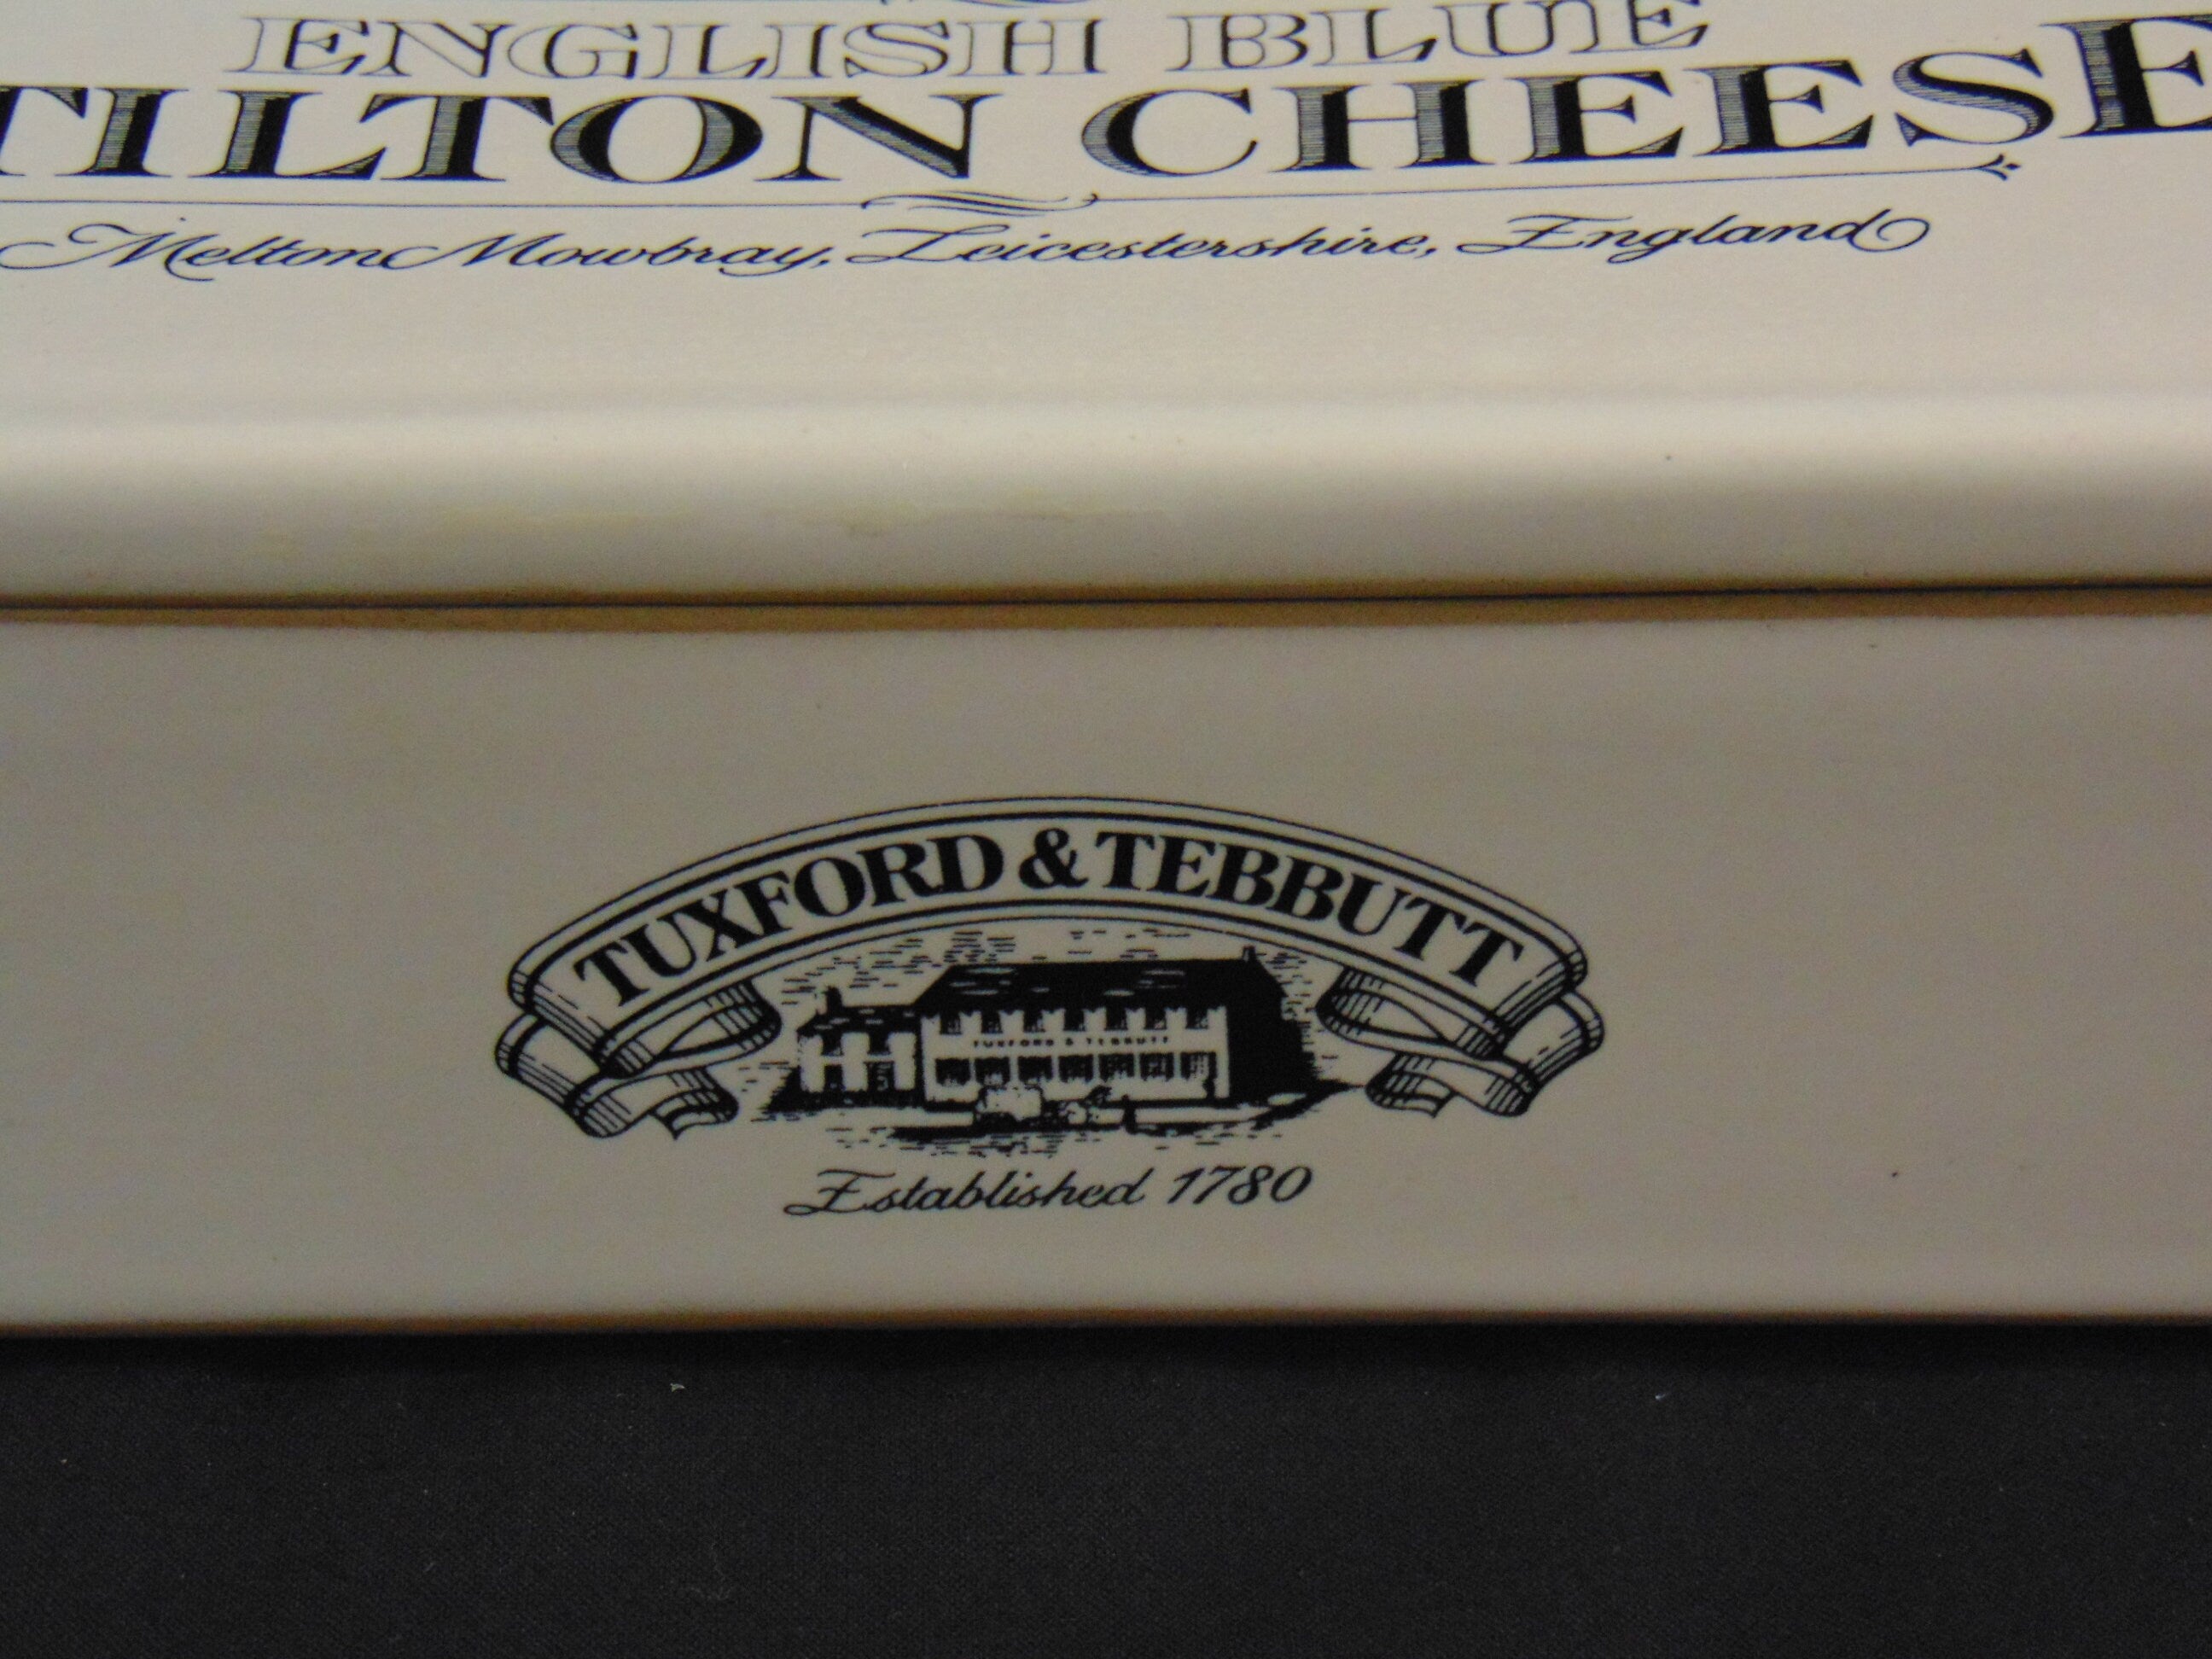 ENGLISH BLUE
TILTON CHEESE
Melton Mowbray, Leicestershire, England
TUXFORD & TEBBUTT
TUXFORD & TEBBUTT
Established 1780